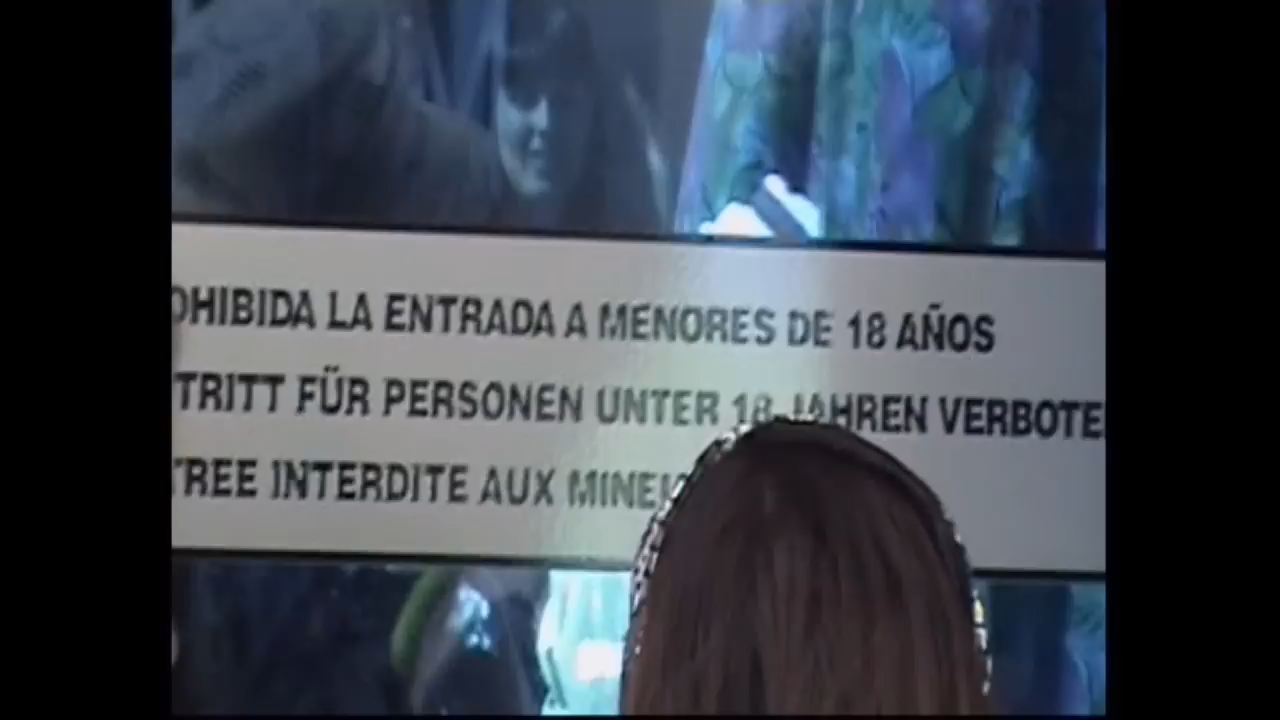 OHIBIDA LA ENTRADA A MENORES DE 18 AÑOS
TRITT FÜR PERSONEN UNTER 18 JAHREN VERBOTE
TREE INTERDITE AUX